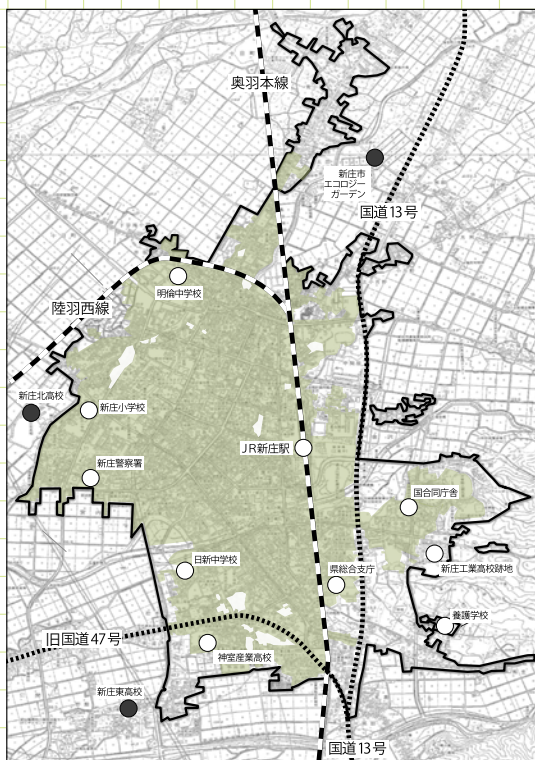 奥羽本線
新庄市
エコロジー
ガーデン
国道13号
明倫中学校
陸羽西線
新庄北高校
新庄小学校
JR新庄駅
新庄警察署
国合同庁舎
新庄工業高校跡地
日新中学校
県総合支庁
養護学校
旧国道47号
神室産業高校
新庄東高校
国道13号